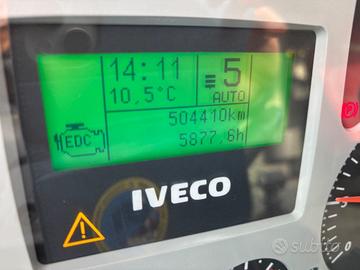 14:11
5
10,5°C
AUTO
504410km
5877,6h
EDC
IVECO
subito